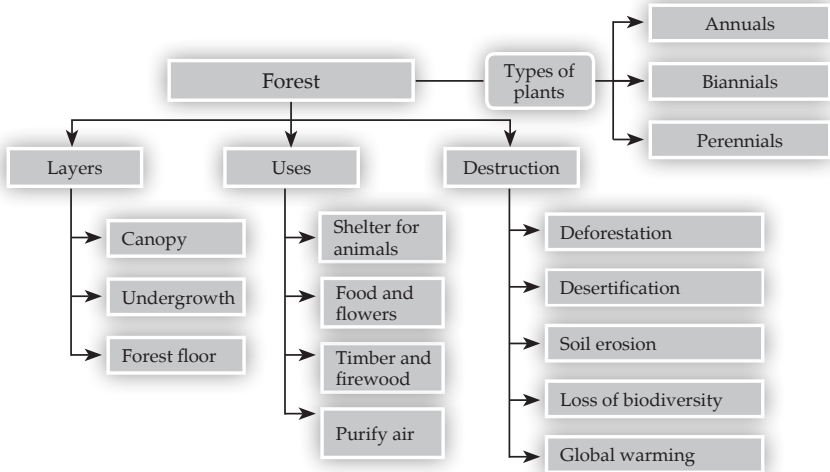 Forest
Types of
plants
Annuals
Biannials
Perennials
Layers
Canopy
Undergrowth
Forest floor
Uses
Shelter for
animals
Food and
flowers
Timber and
firewood
Purify air
Destruction
Deforestation
Desertification
Soil erosion
Loss of biodiversity
Global warming